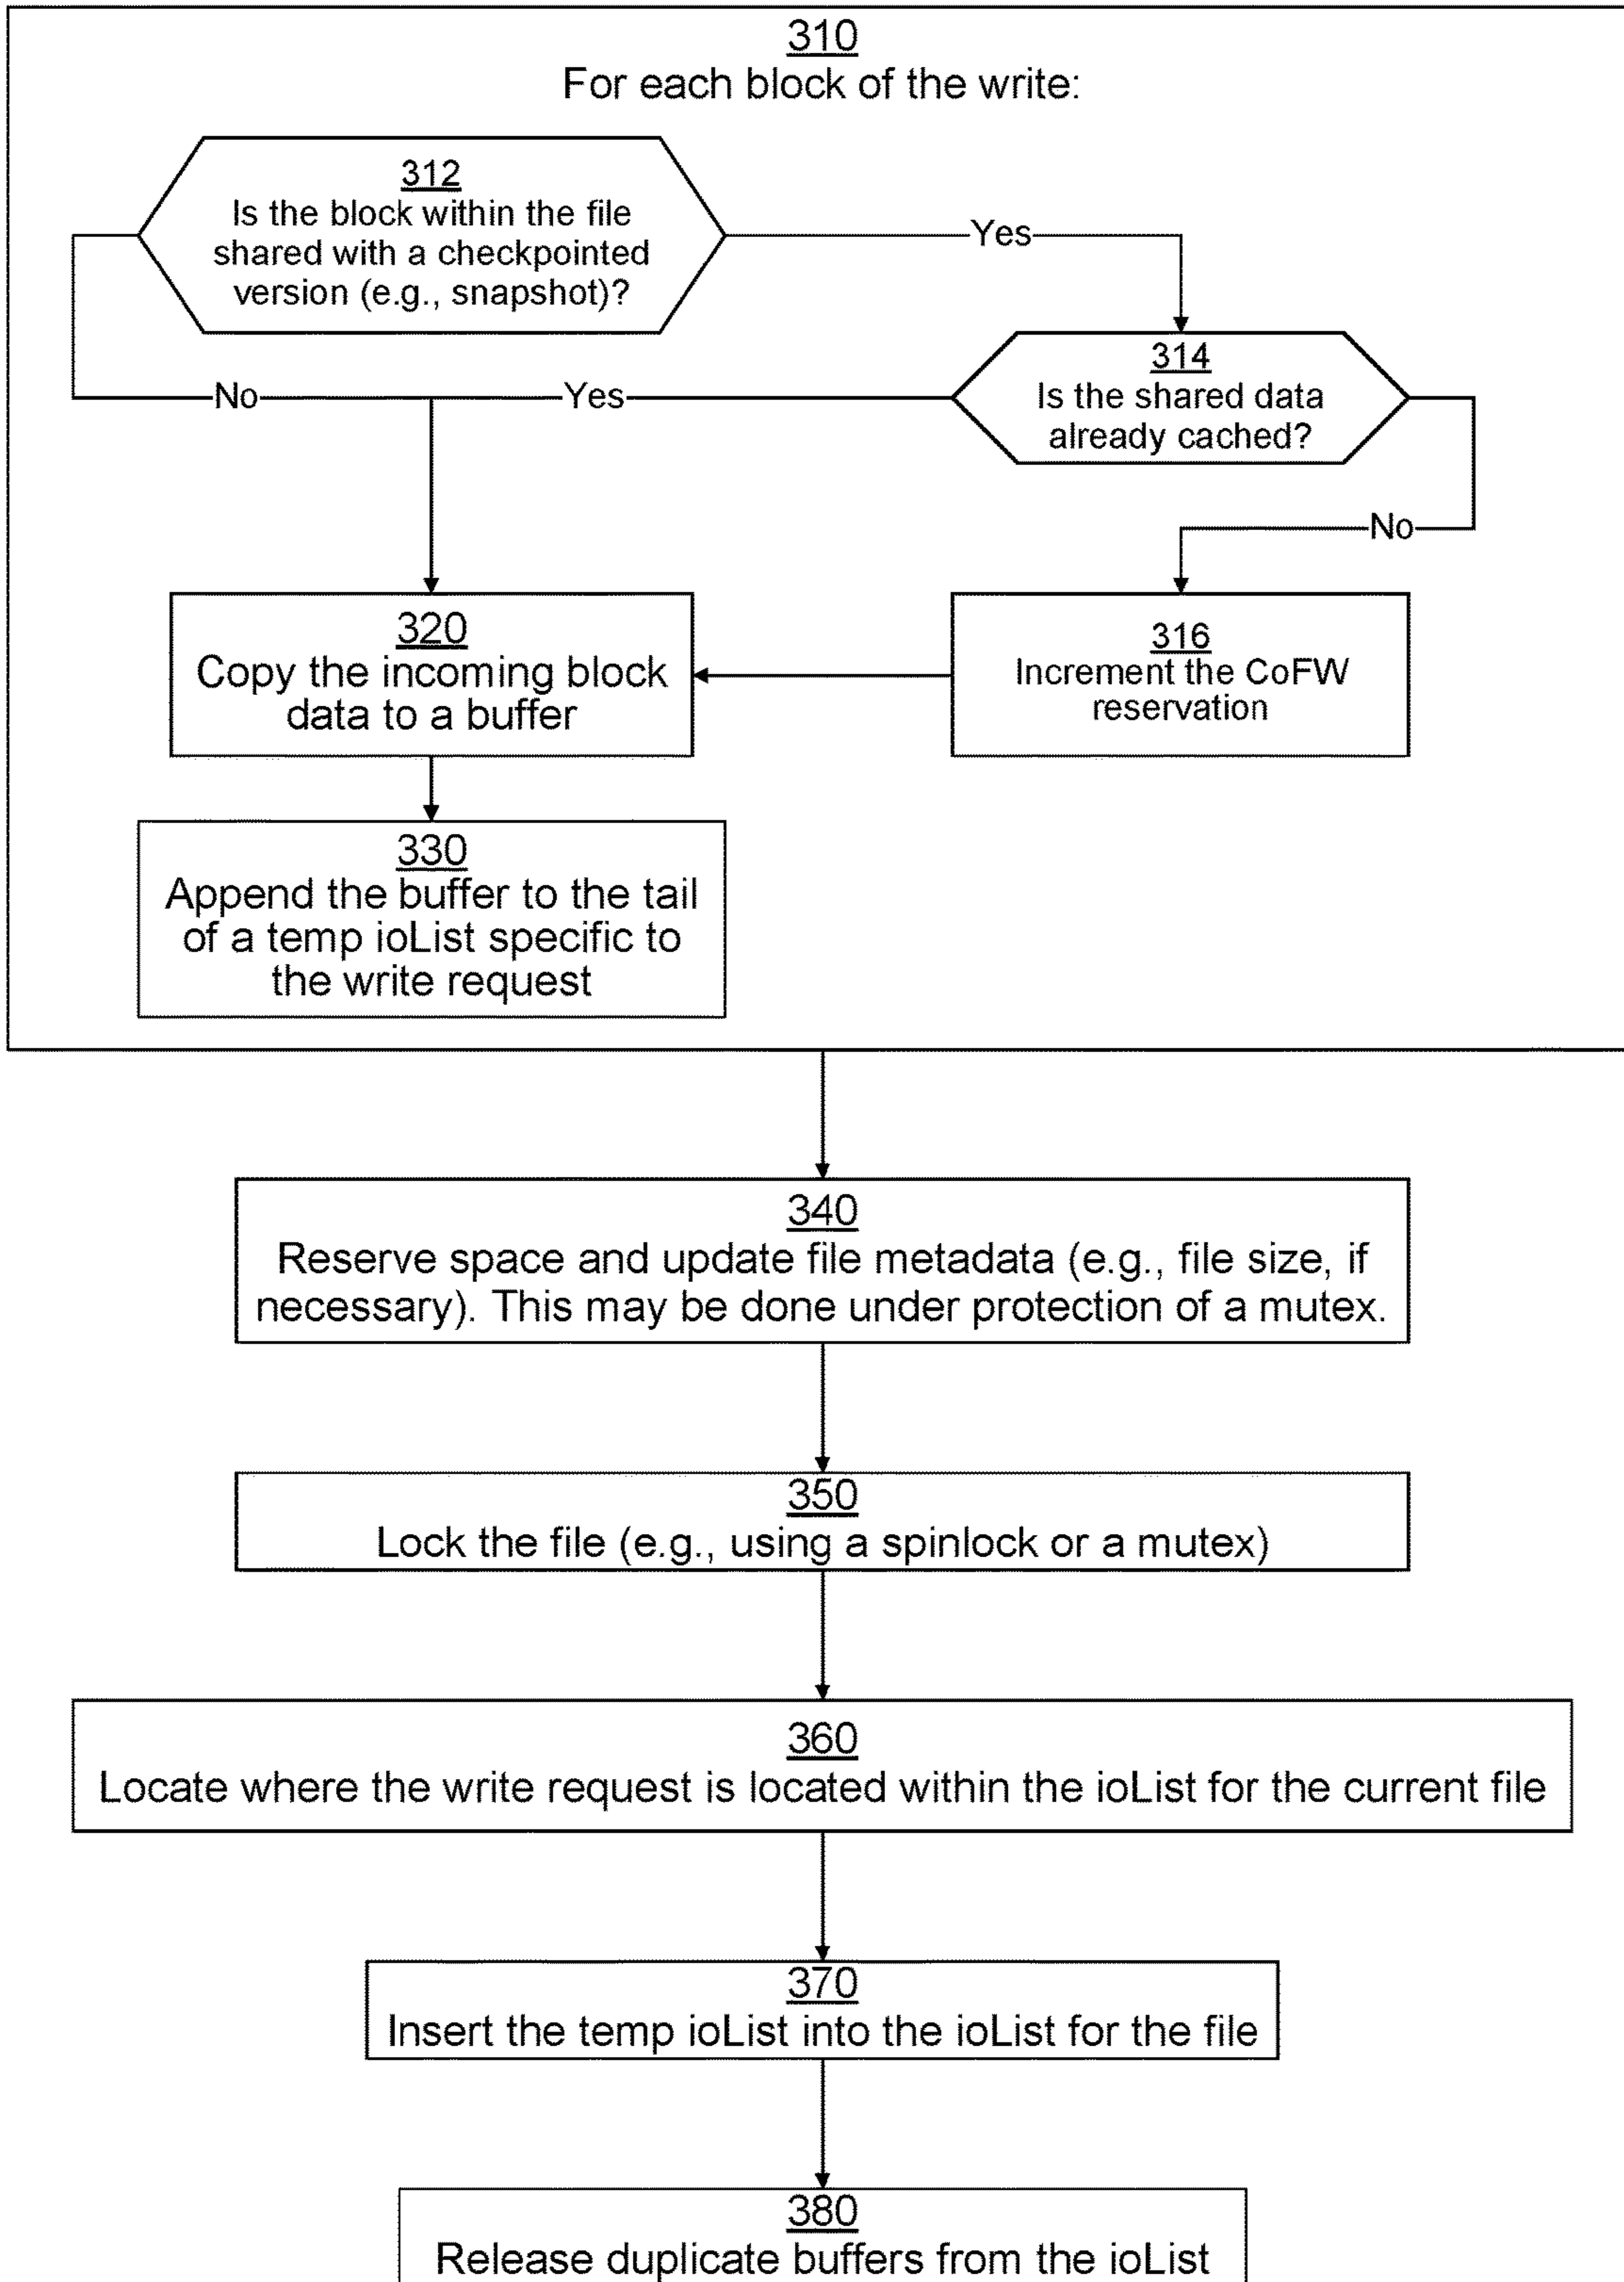 310
For each block of the write:
312
Is the block within the file
shared with a checkpointed
version (e.g., snapshot)?
Yes
314
Is the shared data
already cached?
No
Yes
No
320
Copy the incoming block
data to a buffer
316
Increment the CoFW
reservation
330
Append the buffer to the tail
of a temp ioList specific to
the write request
340
Reserve space and update file metadata (e.g., file size, if
necessary). This may be done under protection of a mutex.
350
Lock the file (e.g., using a spinlock or a mutex)
360
Locate where the write request is located within the ioList for the current file
370
Insert the temp ioList into the ioList for the file
380
Release duplicate buffers from the ioList